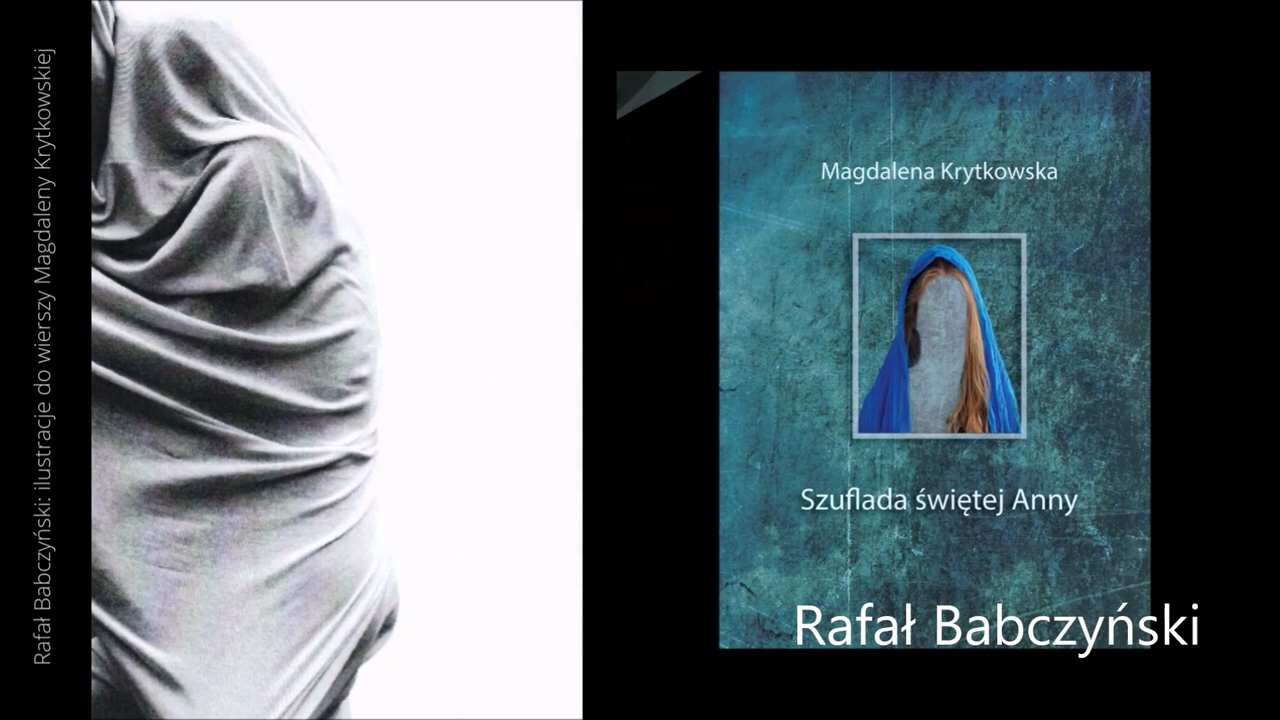 Rafał Babczyński: ilustracje do wierszy Magdaleny Krytkowskiej
Magdalena Krytkowska
Szuflada świętej Anny
Rafał Babczyński